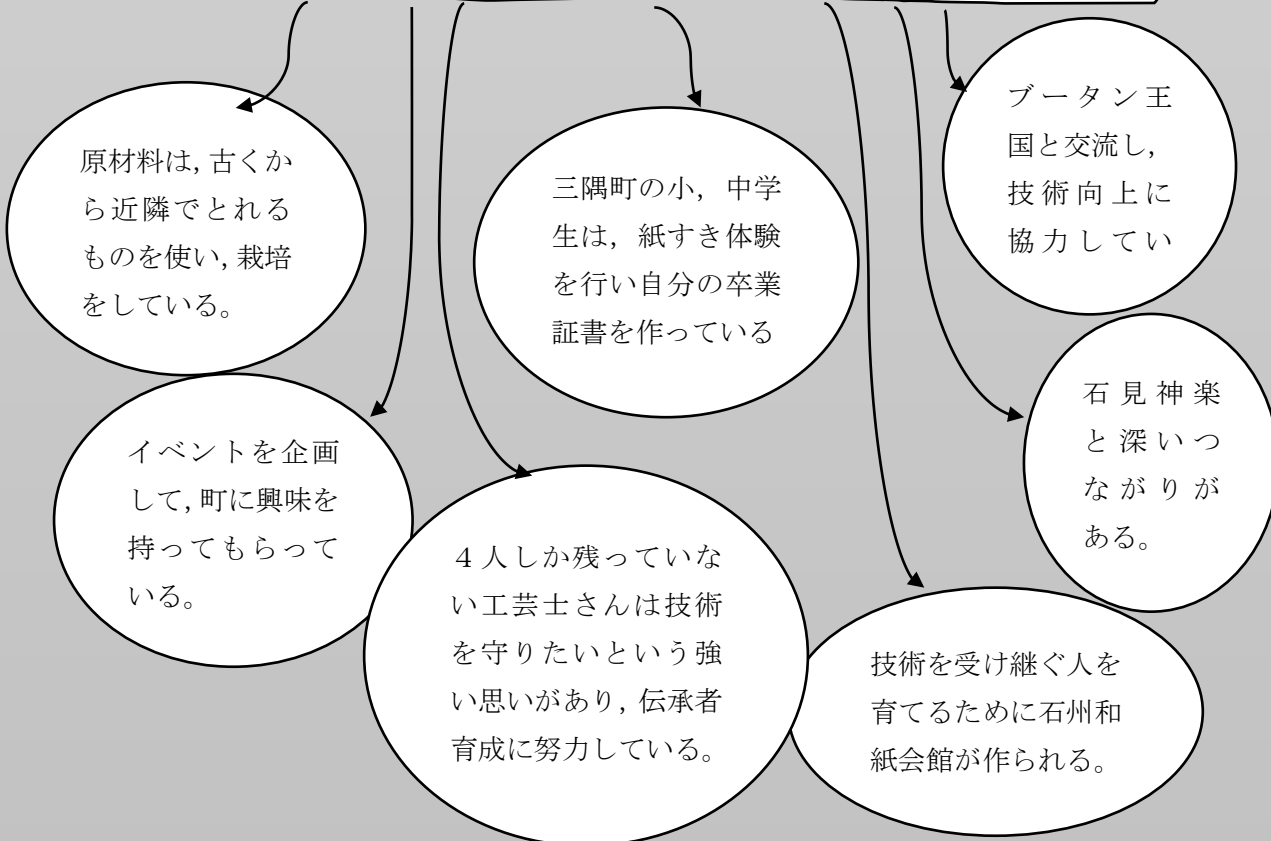 原材料は，古くか
ら近隣でとれる
ものを使い，栽培
をしている。
イベントを企画
して，町に興味を
持ってもらって
いる。
４人しか残っていな
い工芸士さんは技術
を守りたいという強
い思いがあり，伝承者
育成に努力している。
三隅町の小，中学
生は，紙すき体験
を行い自分の卒業
証書を作っている
技術を受け継ぐ人を
育てるために石州和
紙会館が作られる。
石見神楽
と深いつ
ながりが
ある。
ブータン王
国と交流し，
技術向上に
協力してい